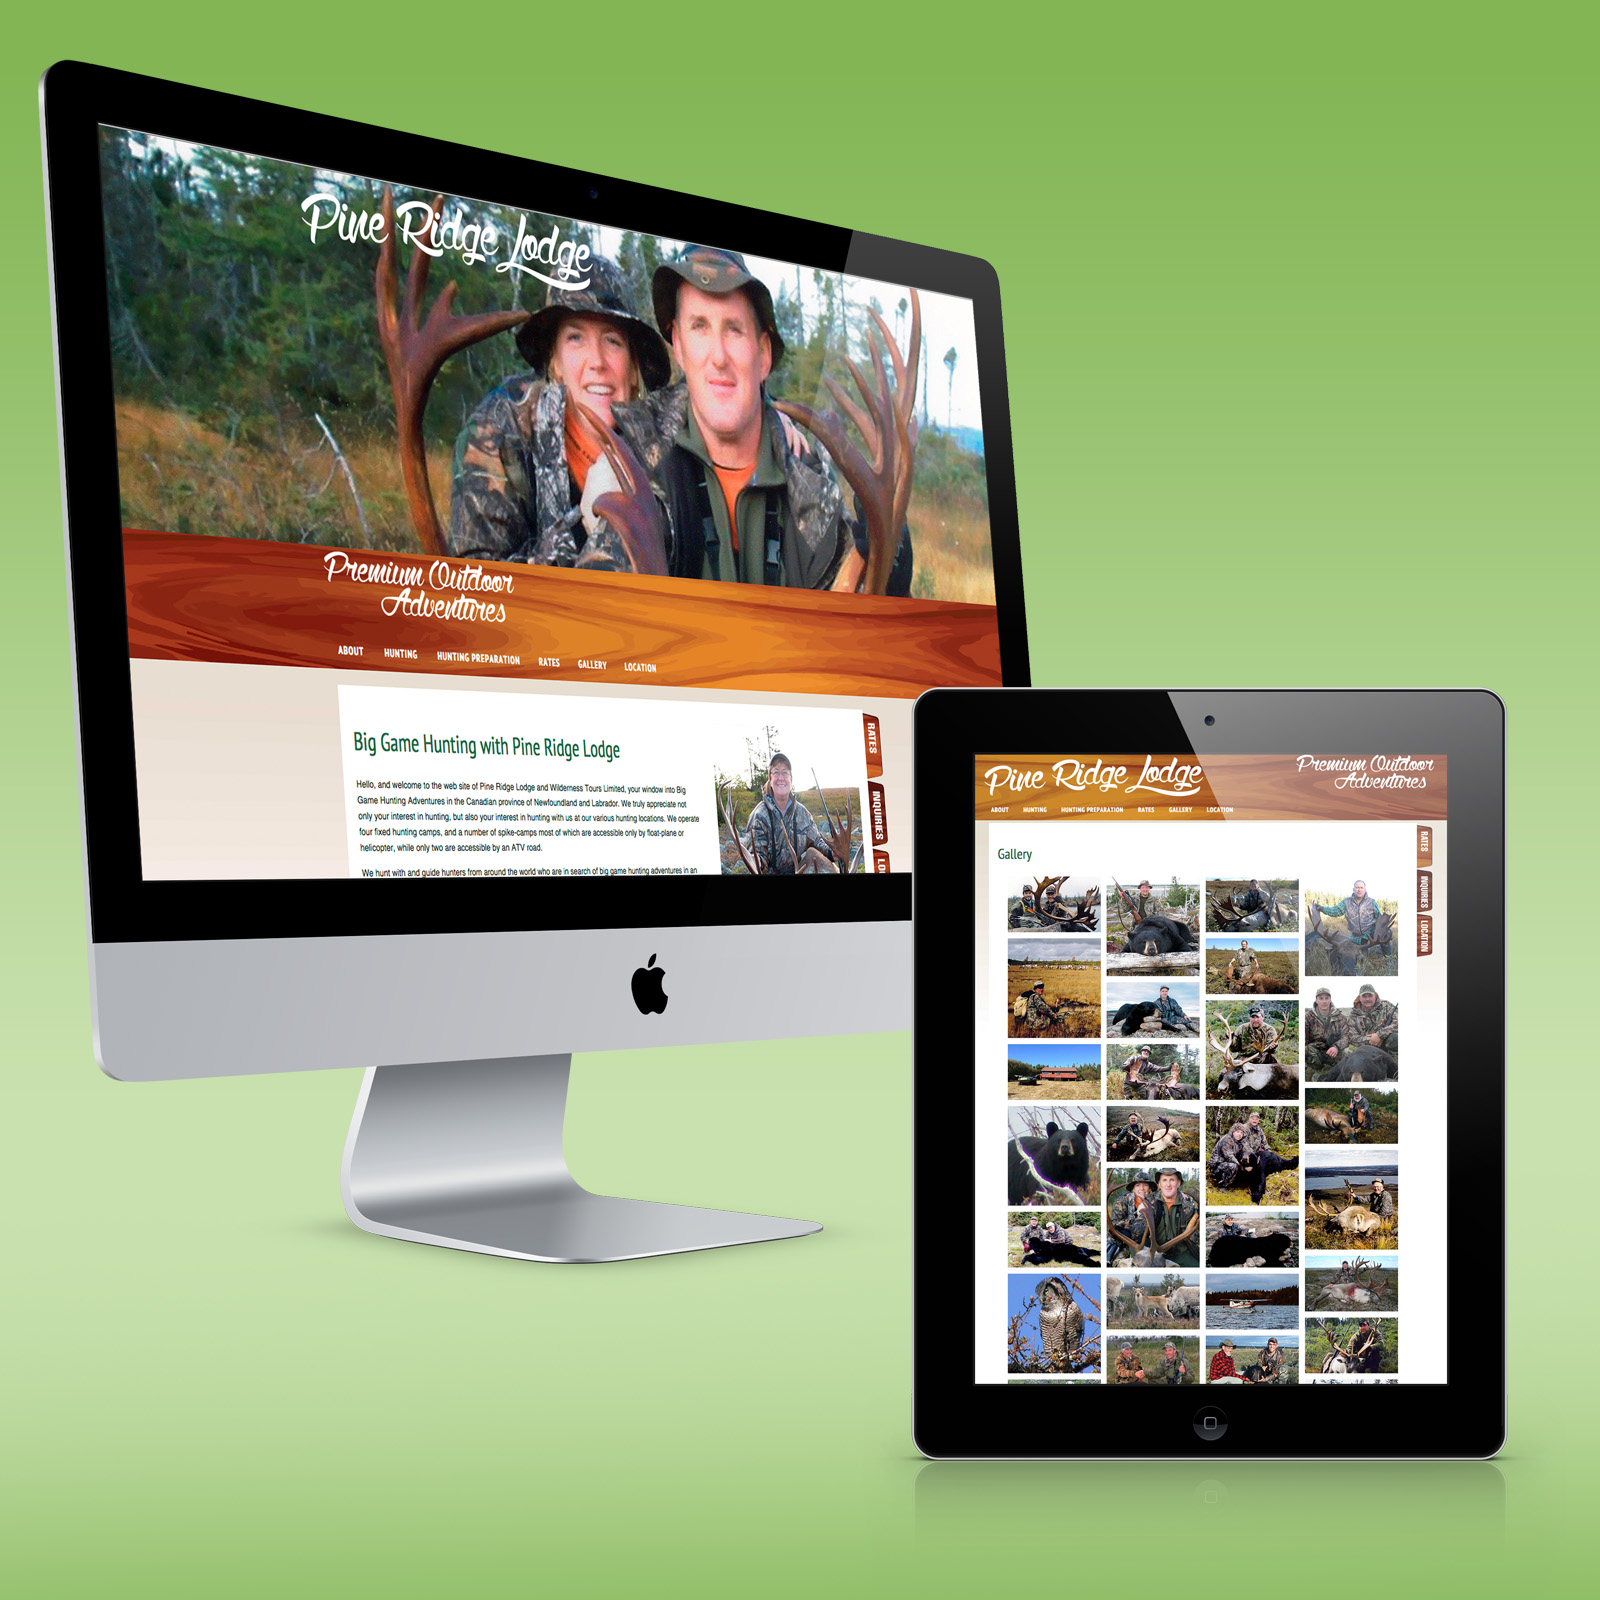 Pine Ridge Lodge
Premium Outdoor
Adventures
ABOUT HUNTING HUNTING PREPARATION RATES GALLERY LOCATION
Big Game Hunting with Pine Ridge Lodge
Hello, and welcome to the web site of Pine Ridge Lodge and Wilderness Tours Limited, your window into Big
Game Hunting Adventures in the Canadian province of Newfoundland and Labrador. We truly appreciate not
only your interest in hunting, but also your interest in hunting with us at our various hunting locations. We operate
four fixed hunting camps, and a number of spike-camps most of which are accessible only by float-plane or
helicopter, while only two are accessible by an ATV road.
We hunt with and guide hunters from around the world who are in search of big game hunting adventures in an
RATES
INQUIRIES
LO
Pine Ridge Lodge
Premium Outdoor
Adventures
ABOUT HUNTING HUNTING PREPARATION RATES GALLERY LOCATION
Gallery
RATES
INQUIRIES
LOCATION